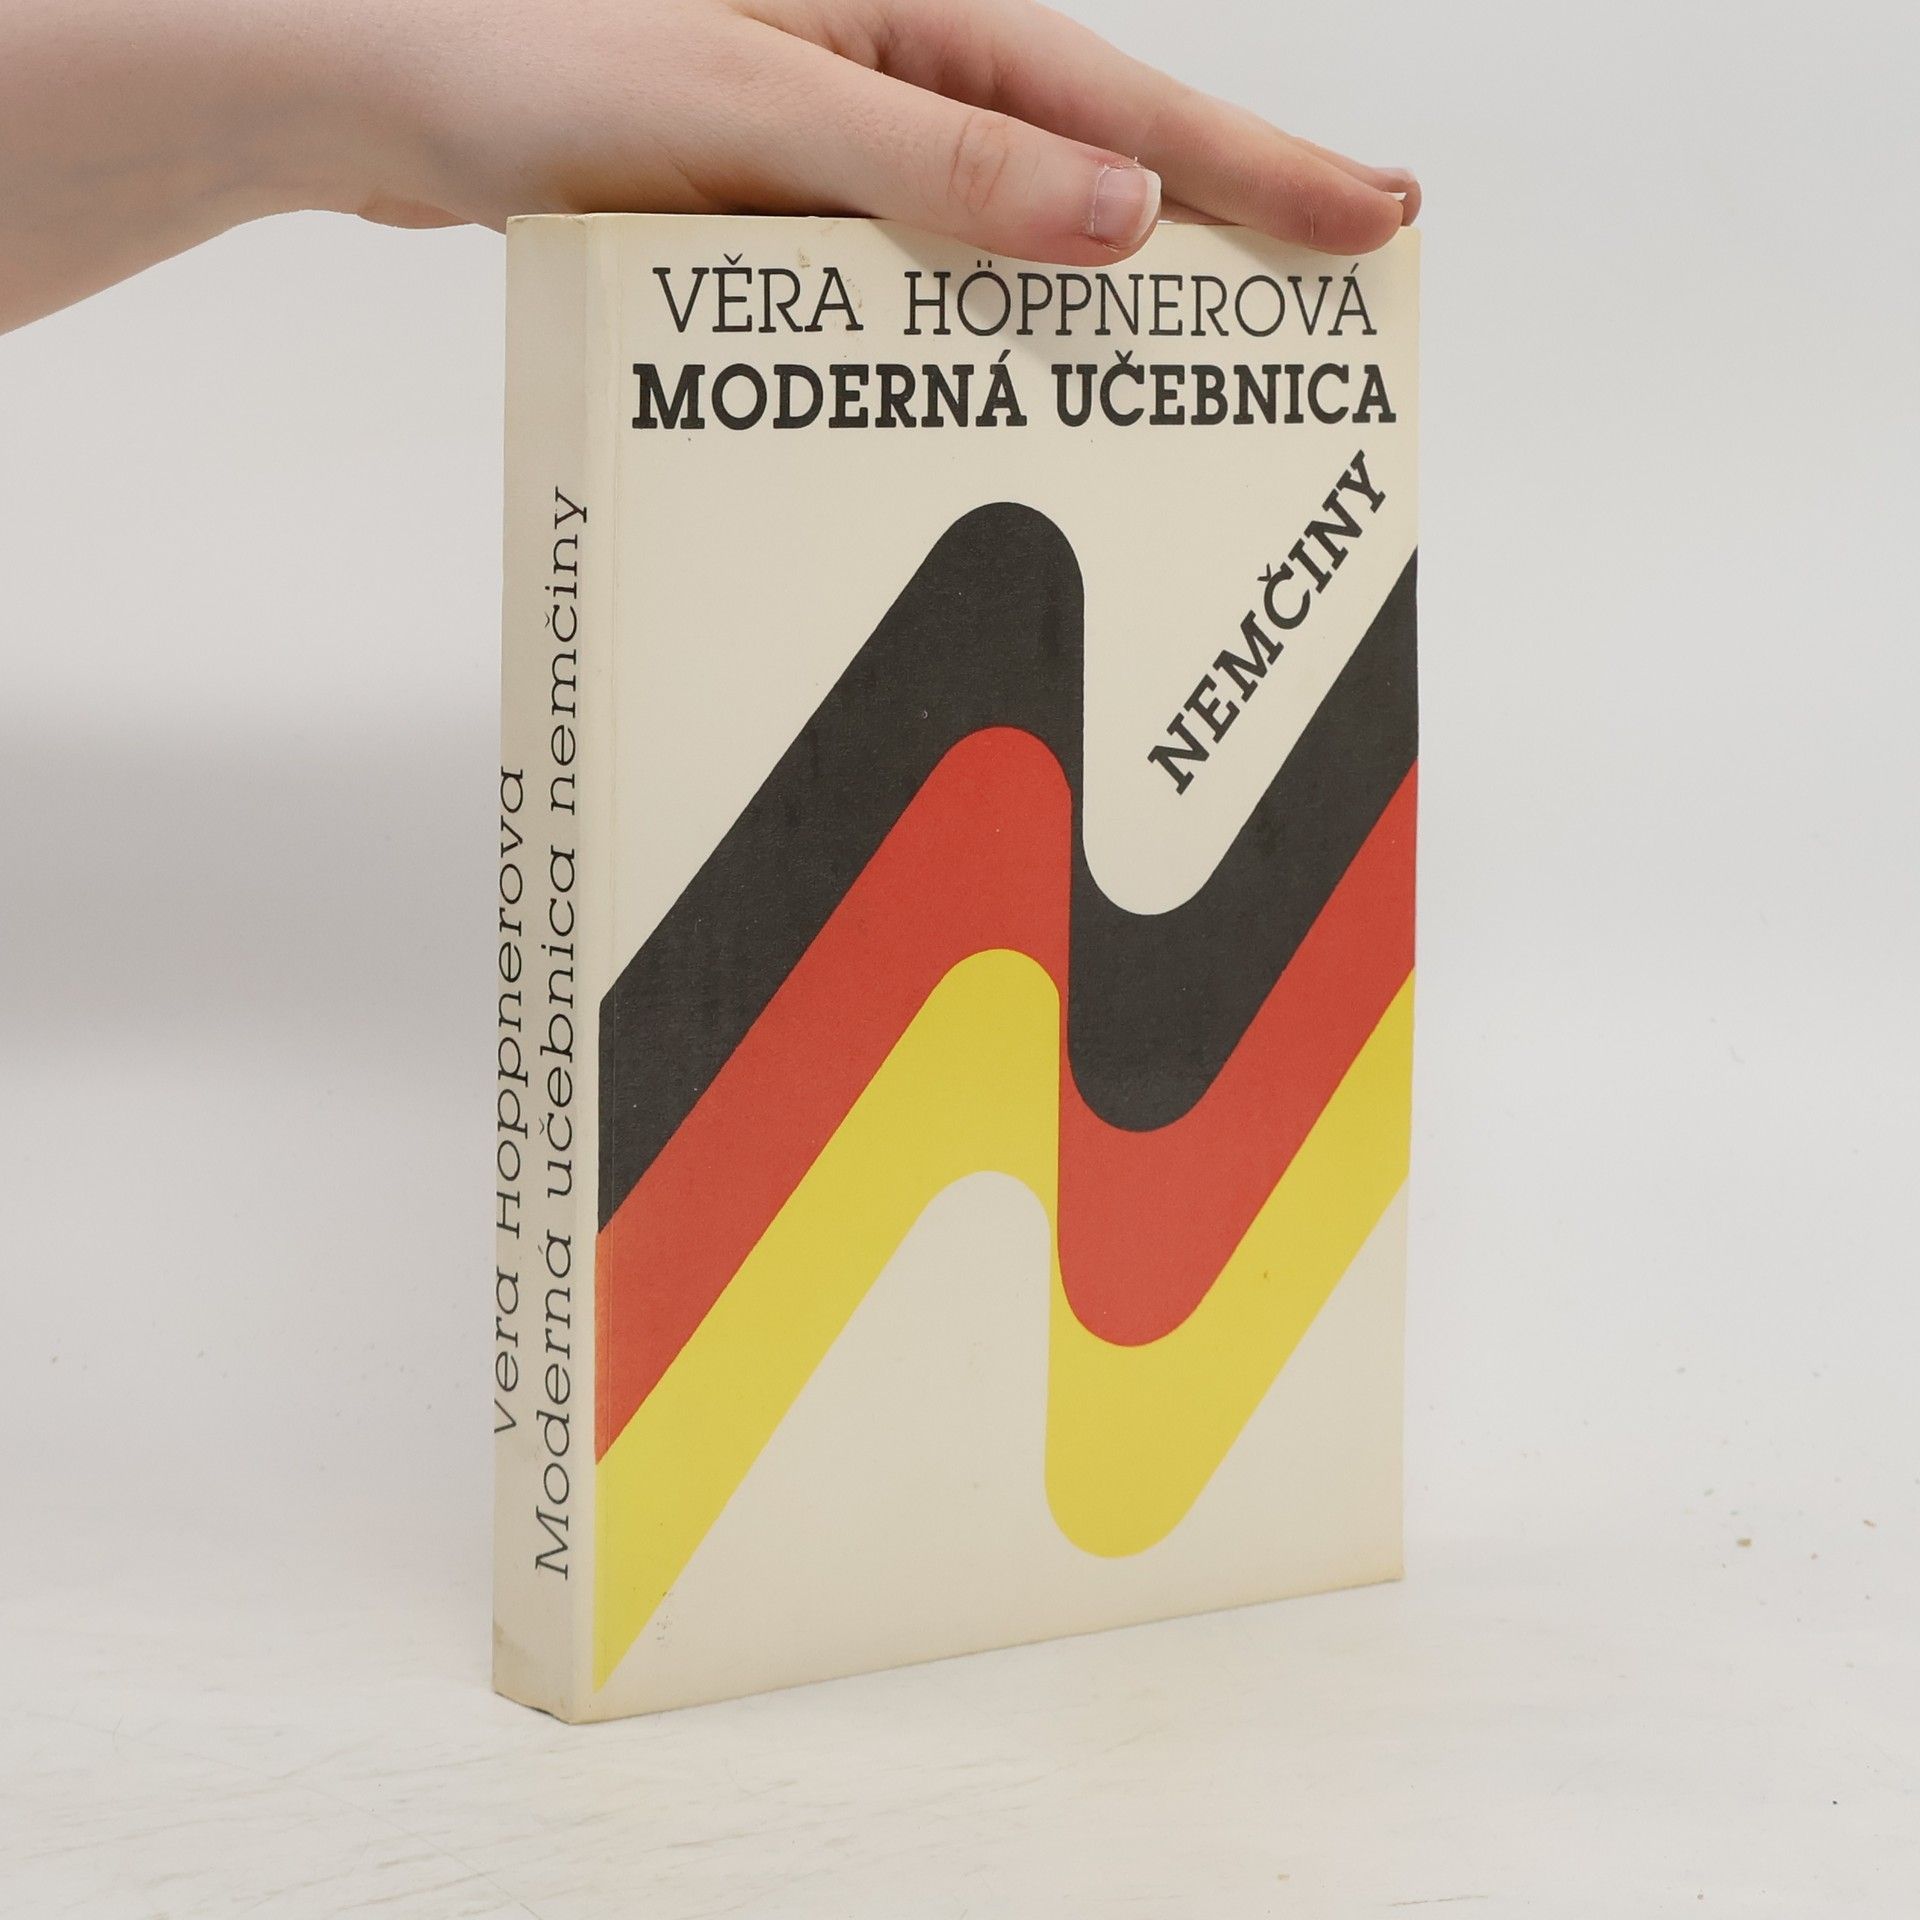 VĚRA HÖPPNEROVÁ
MODERNÁ UČEBNICA
NEMČINY
Věra Höppnerová
Moderná učebnica nemčiny